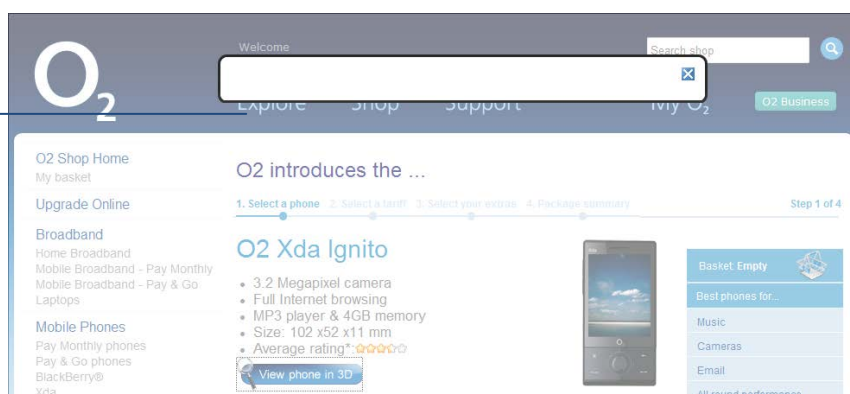 O2
Welcome
Search shop
Explore Shop Support My O2 O2 Business
O2 Shop Home
My basket
Upgrade Online
Broadband
Home Broadband
Mobile Broadband - Pay Monthly
Mobile Broadband - Pay & Go
Laptops
Mobile Phones
Pay Monthly phones
Pay & Go phones
BlackBerry®
Xda
O2 introduces the ...
1. Select a phone 2. Select a tariff 3. Select your extras 4. Package summary Step 1 of 4
O2 Xda Ignito
• 3.2 Megapixel camera
• Full Internet browsing
• MP3 player & 4GB memory
• Size: 102 x52 x11 mm
• Average rating*:
View phone in 3D
Basket: Empty
Best phones for...
Music
Cameras
Email
All round performance